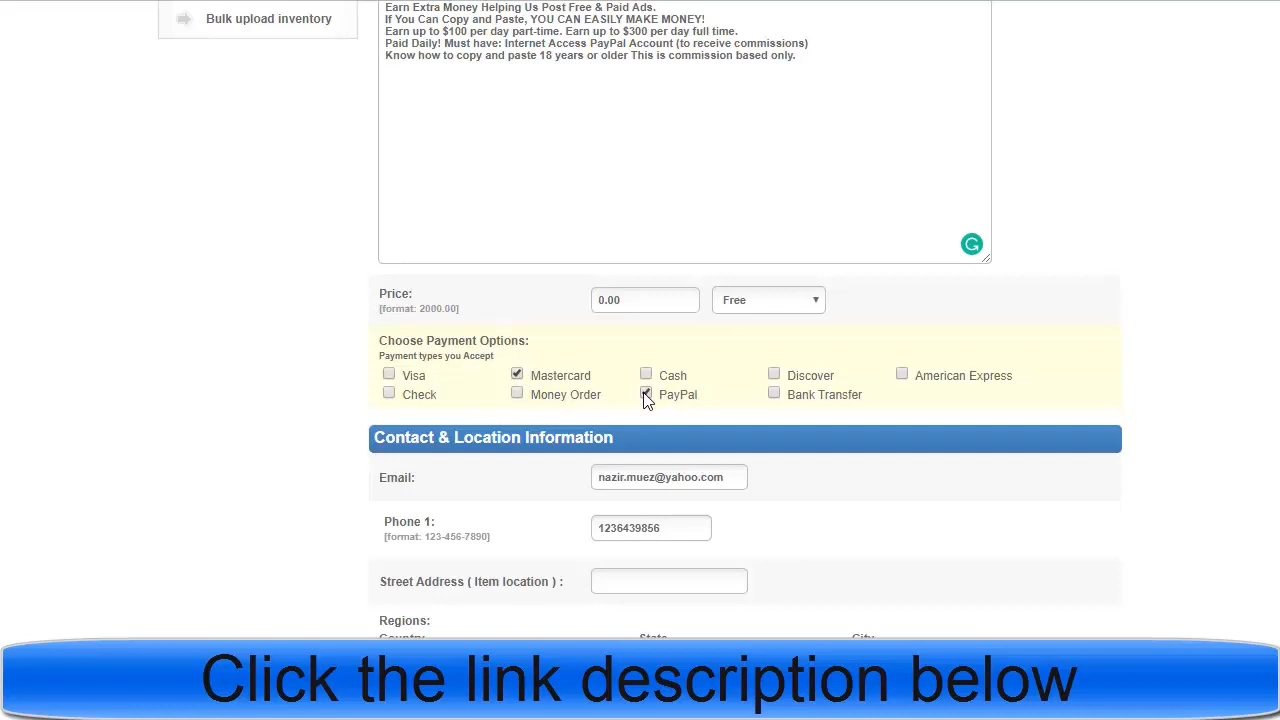 Bulk upload inventory
Earn Extra Money Helping Us Post Free & Paid Ads.
If You Can Copy and Paste, YOU CAN EASILY MAKE MONEY!
Earn up to $100 per day part-time. Earn up to $300 per day full time.
Paid Daily! Must have: Internet Access PayPal Account (to receive commissions)
Know how to copy and paste 18 years or older This is commission based only.
Price:
[format: 2000.00]
0.00
Free
Choose Payment Options:
Payment types you Accept
Visa Mastercard Cash Discover American Express
Check Money Order PayPal Bank Transfer
Contact & Location Information
Email: nazir.muez@yahoo.com
Phone 1:
[format: 123-456-7890]
1236439856
Street Address ( Item location ) :
Regions:
Country: State City
Click the link description below